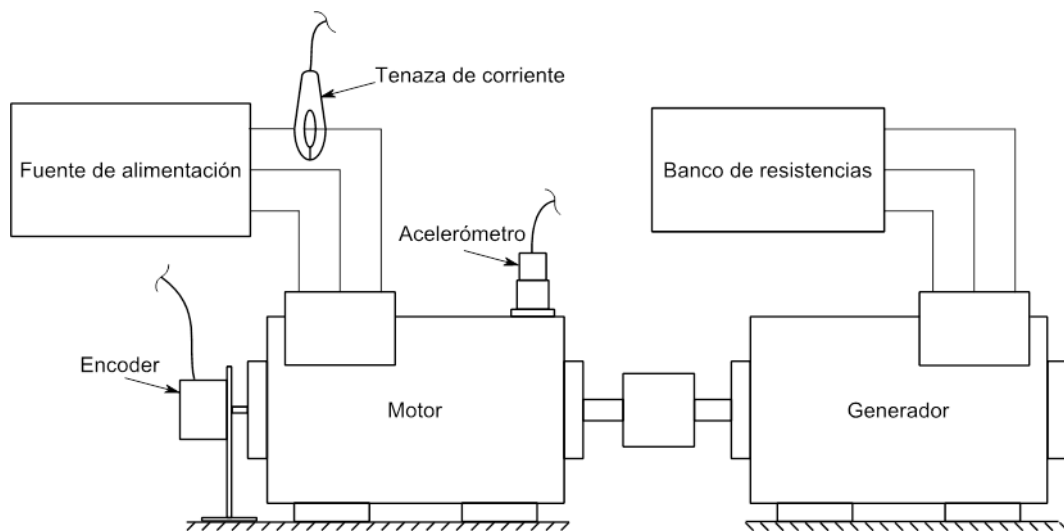 Tenaza de corriente
Fuente de alimentación
Banco de resistencias
Acelerómetro
Encoder
Motor
Generador